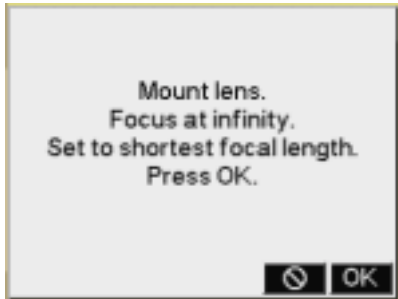 Mount lens.
Focus at infinity.
Set to shortest focal length.
Press OK.
OK